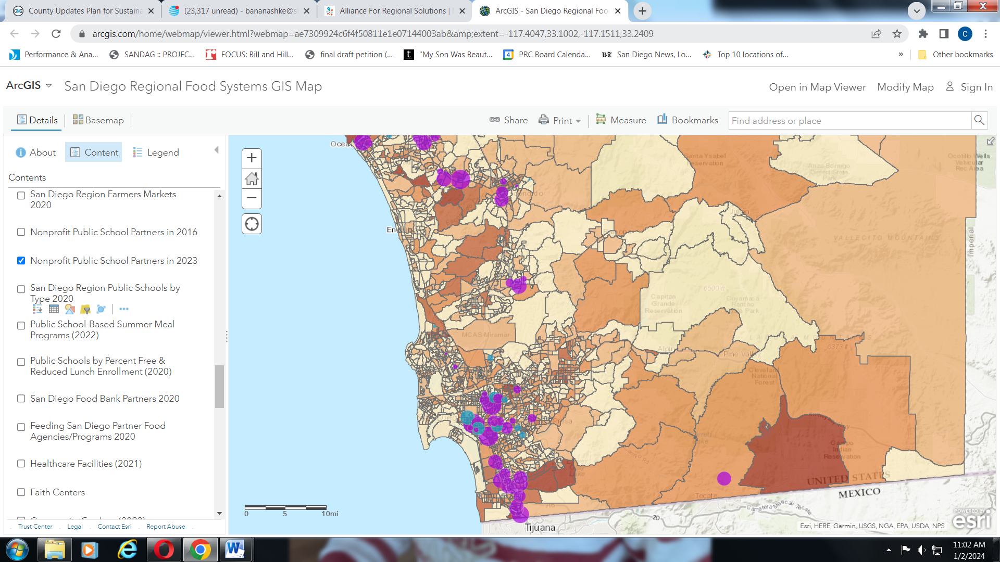 County Updates Plan for Sustaina
(23,317 unread) - bananashke@s
Alliance For Regional Solutions |
ArcGIS - San Diego Regional Foo
arcgis.com/home/webmap/viewer.html?webmap=ae7309924c6f4f50811e1e07144003ab&amp;extent=-117.4047,33.1002,-117.1511,33.2409
C
Performance & Ana...
SANDAG :: PROJEC...
FOCUS: Bill and Hill...
final draft petition (...
"My Son Was Beaut...
PRC Board Calenda...
San Diego News, Lo...
Top 10 locations of...
»
Other bookmarks
ArcGIS
San Diego Regional Food Systems GIS Map
Open in Map Viewer
Modify Map
Sign In
Details
Basemap
Share
Print
Measure
Bookmarks
Find address or place
About
Content
Legend
Contents
San Diego Region Farmers Markets
2020
Nonprofit Public School Partners in 2016
Nonprofit Public School Partners in 2023
San Diego Region Public Schools by
Type 2020
Public School-Based Summer Meal
Programs (2022)
Public Schools by Percent Free &
Reduced Lunch Enrollment (2020)
San Diego Food Bank Partners 2020
Feeding San Diego Partner Food
Agencies/Programs 2020
Healthcare Facilities (2021)
Faith Centers
Trust Center
Legal
Contact Esri
Report Abuse
Santa Ysabel
Reservation
Ocotillo Wells
Vehicular
Rec Area
Anza-Borrego
Desert State
Park
Julian
VALLECITO MOUNTAINS
Imperial
6500 ft
Capitan
Grande
Reservation
Cuyamaca
Rancho
State Park
MCAS Miramar
6373 ft
Alpine
Pine Valley
Cleveland
National
Forest
Campo
Indian
Reservation
UNITED STATES
MEXICO
Tecate
Carretera Mexicali Tecate
905
2D
Tijuana
0 5 10mi
Esri, HERE, Garmin, USGS, NGA, EPA, USDA, NPS
POWERED BY
esri
11:02 AM
1/2/2024